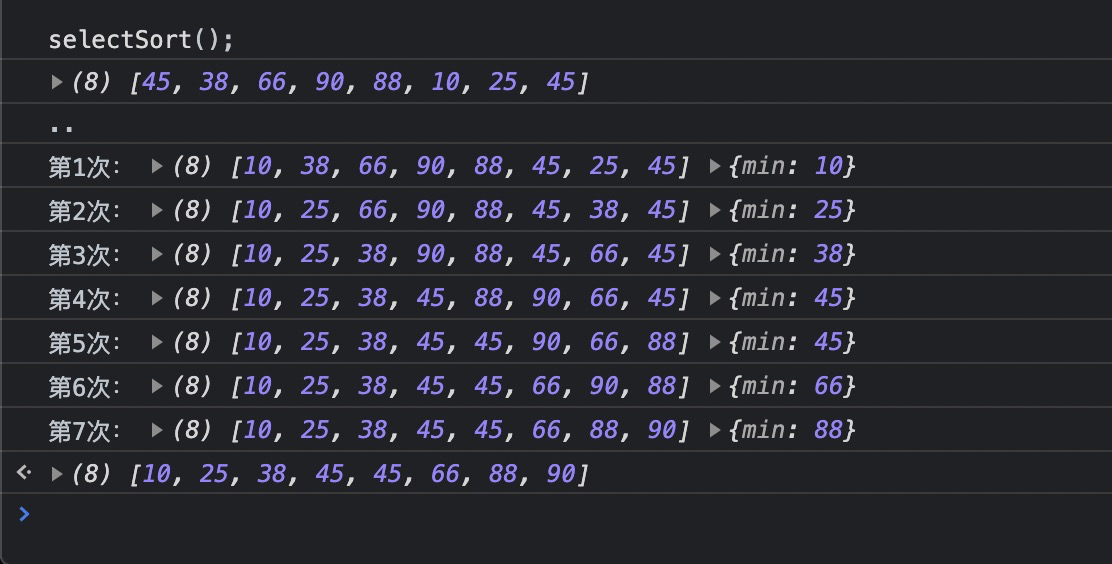 selectSort();
(8) [45, 38, 66, 90, 88, 10, 25, 45]
..
第1次： (8) [10, 38, 66, 90, 88, 45, 25, 45] {min: 10}
第2次： (8) [10, 25, 66, 90, 88, 45, 38, 45] {min: 25}
第3次： (8) [10, 25, 38, 90, 88, 45, 66, 45] {min: 38}
第4次： (8) [10, 25, 38, 45, 88, 90, 66, 45] {min: 45}
第5次： (8) [10, 25, 38, 45, 45, 90, 66, 88] {min: 45}
第6次： (8) [10, 25, 38, 45, 45, 66, 90, 88] {min: 66}
第7次： (8) [10, 25, 38, 45, 45, 66, 88, 90] {min: 88}
(8) [10, 25, 38, 45, 45, 66, 88, 90]